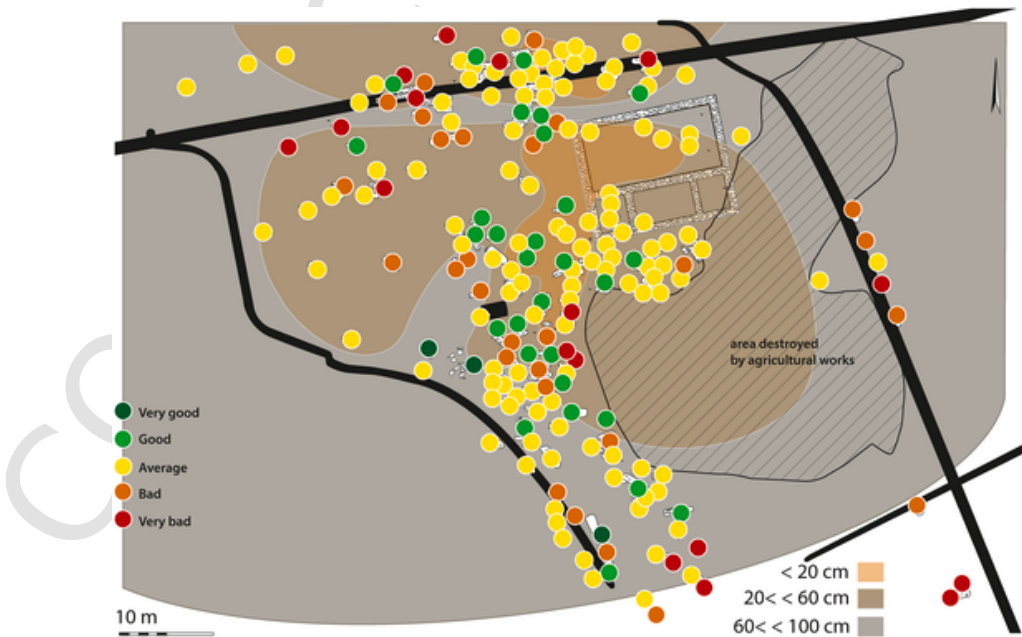 area destroyed
by agricultural works
Very good
Good
Average
Bad
Very bad
10 m
< 20 cm
20< < 60 cm
60< < 100 cm